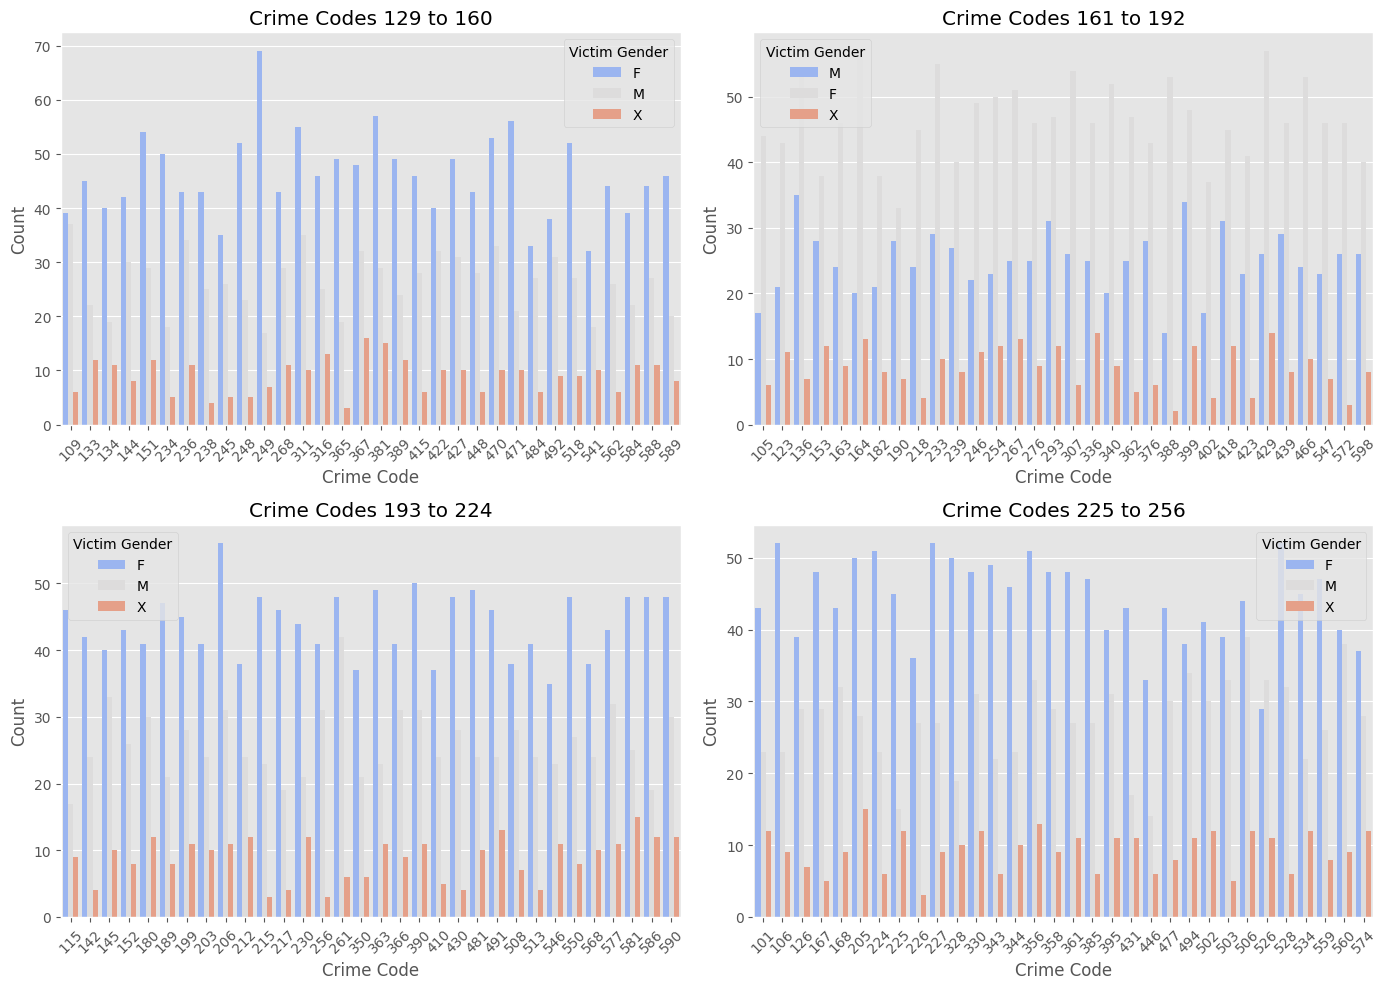 Crime Codes 129 to 160
Victim Gender
F
M
X
70
60
50
40
30
20
10
0
Count
109 133 134 144 151 234 236 238 245 248 249 268 311 316 365 367 381 389 415 422 427 448 470 471 484 492 518 541 562 584 588 589
Crime Code
Crime Codes 161 to 192
Victim Gender
M
F
X
50
40
30
20
10
0
Count
105 123 136 153 163 164 182 190 218 233 239 246 254 267 276 293 307 336 340 362 376 388 399 402 418 423 429 439 466 547 572 598
Crime Code
Crime Codes 193 to 224
Victim Gender
F
M
X
50
40
30
20
10
0
Count
115 142 145 152 180 189 199 203 206 212 215 217 230 256 261 350 363 366 390 410 430 481 491 508 513 546 550 568 577 581 586 590
Crime Code
Crime Codes 225 to 256
Victim Gender
F
M
X
50
40
30
20
10
0
Count
101 106 126 167 168 205 224 225 226 227 328 330 343 344 356 358 361 385 395 431 446 477 494 502 503 506 526 528 534 559 560 574
Crime Code